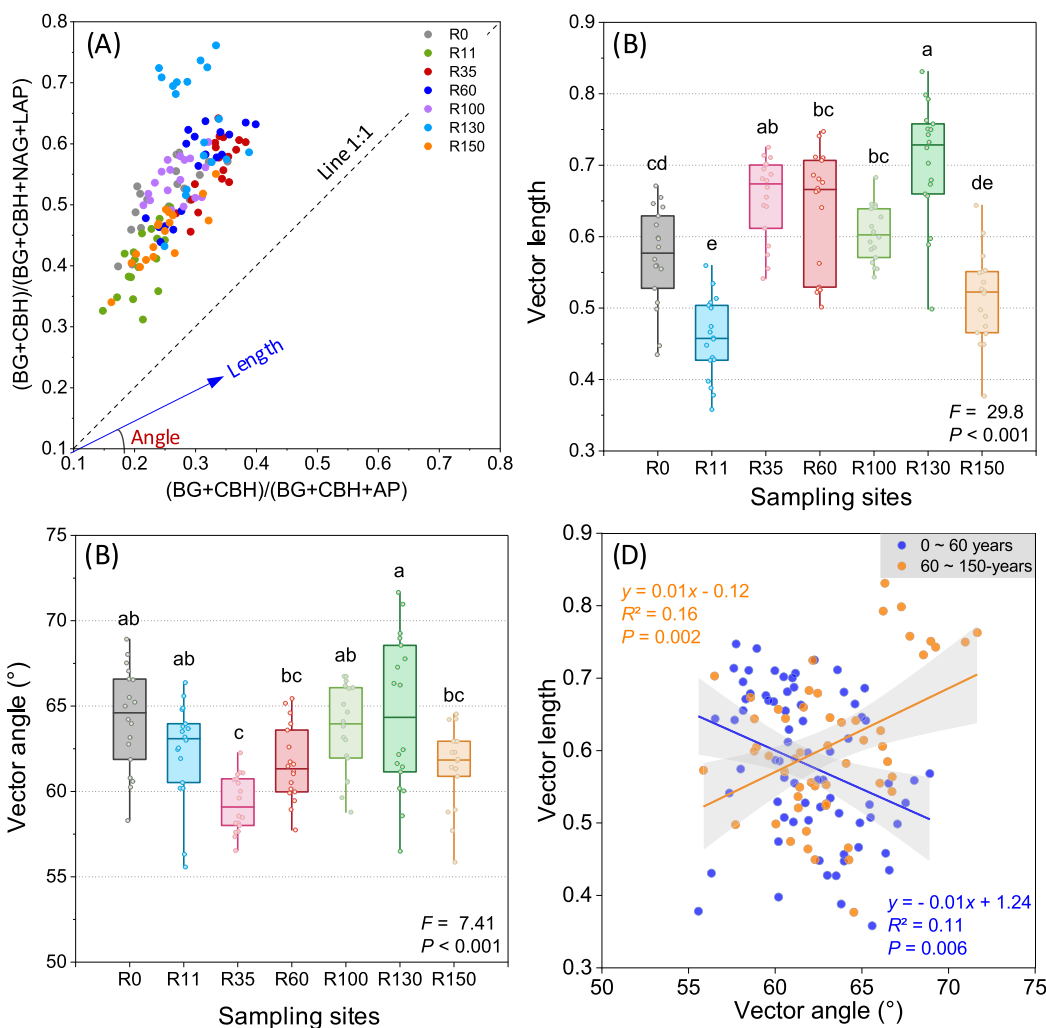 (A)
(BG+CBH)/(BG+CBH+NAG+LAP)
0.8
0.7
0.6
0.5
0.4
0.3
0.2
0.1
R0
R11
R35
R60
R100
R130
R150
Line 1:1
Length
Angle
0.1 0.2 0.3 0.4 0.5 0.6 0.7 0.8
(BG+CBH)/(BG+CBH+AP)
(B)
Vector length
0.9
0.8
0.7
0.6
0.5
0.4
0.3
cd
e
ab
bc
bc
a
de
F = 29.8
P < 0.001
R0 R11 R35 R60 R100 R130 R150
Sampling sites
(B)
Vector angle (°)
75
70
65
60
55
50
ab
ab
c
bc
ab
a
bc
F = 7.41
P < 0.001
R0 R11 R35 R60 R100 R130 R150
Sampling sites
(D)
Vector length
0.9
0.8
0.7
0.6
0.5
0.4
0.3
0 ~ 60 years
60 ~ 150-years
y = 0.01x - 0.12
R² = 0.16
P = 0.002
y = - 0.01x + 1.24
R² = 0.11
P = 0.006
50 55 60 65 70 75
Vector angle (°)